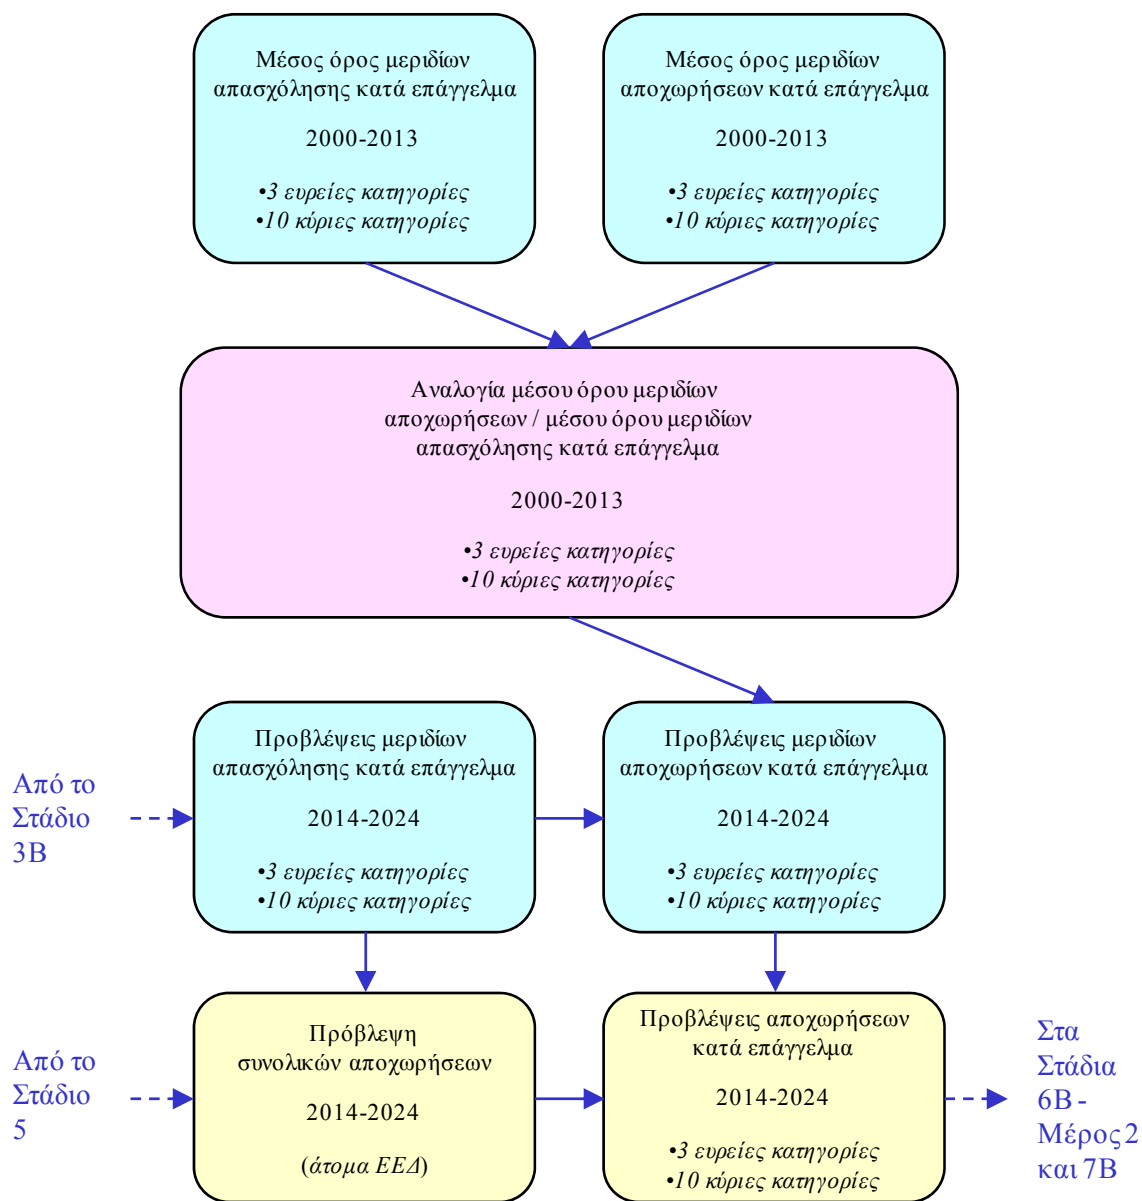 Μέσος όρος μεριδίων
απασχόλησης κατά επάγγελμα
2000-2013
•3 ευρείες κατηγορίες
•10 κύριες κατηγορίες
Μέσος όρος μεριδίων
αποχωρήσεων κατά επάγγελμα
2000-2013
•3 ευρείες κατηγορίες
•10 κύριες κατηγορίες
Αναλογία μέσου όρου μεριδίων
αποχωρήσεων / μέσου όρου μεριδίων
απασχόλησης κατά επάγγελμα
2000-2013
•3 ευρείες κατηγορίες
•10 κύριες κατηγορίες
Από το
Στάδιο
3Β
Προβλέψεις μεριδίων
απασχόλησης κατά επάγγελμα
2014-2024
•3 ευρείες κατηγορίες
•10 κύριες κατηγορίες
Προβλέψεις μεριδίων
αποχωρήσεων κατά επάγγελμα
2014-2024
•3 ευρείες κατηγορίες
•10 κύριες κατηγορίες
Από το
Στάδιο
5
Πρόβλεψη
συνολικών αποχωρήσεων
2014-2024
(άτομα ΕΕΔ)
Προβλέψεις αποχωρήσεων
κατά επάγγελμα
2014-2024
•3 ευρείες κατηγορίες
•10 κύριες κατηγορίες
Στα
Στάδια
6Β -
Μέρος 2
και 7Β